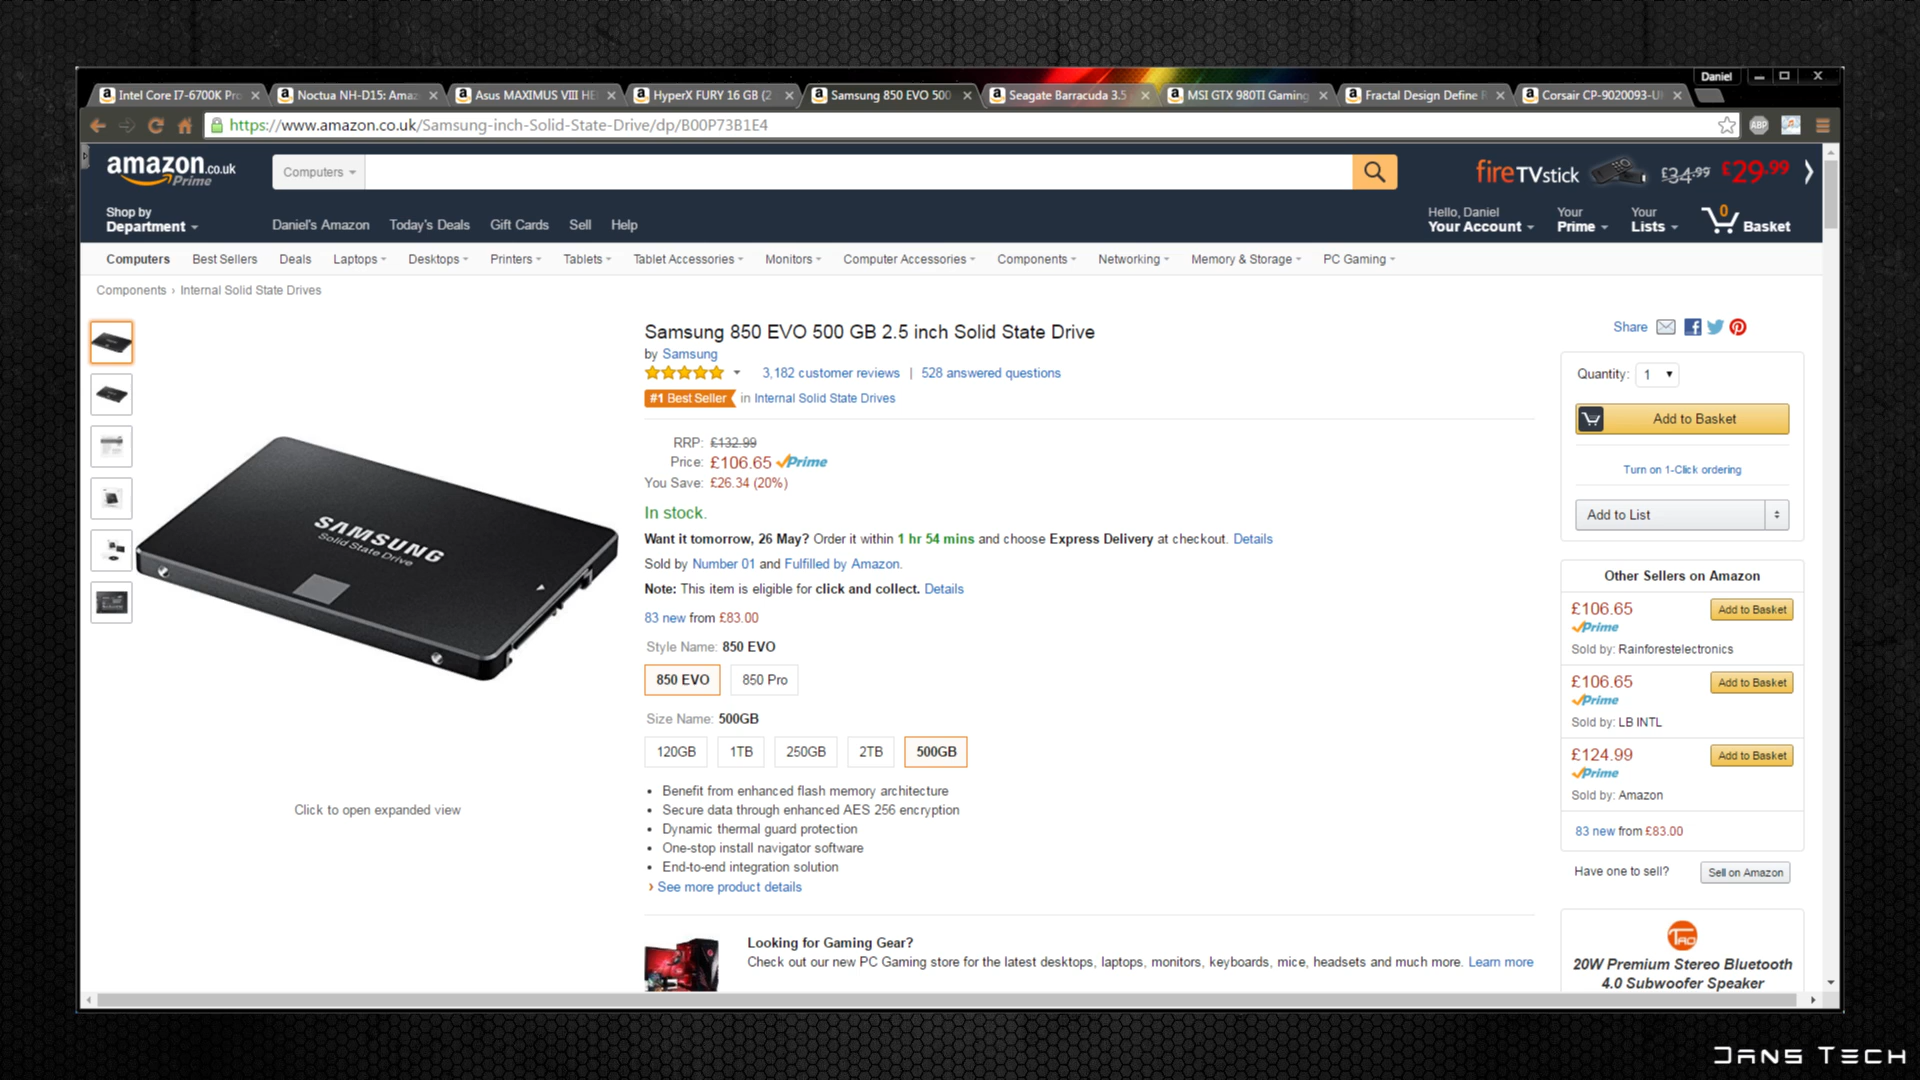 Daniel
Intel Core I7-6700K Pro
Noctua NH-D15: Amaz
Asus MAXIMUS VIII HE
HyperX FURY 16 GB (2
Samsung 850 EVO 500
Seagate Barracuda 3.5
MSI GTX 980TI Gaming
Fractal Design Define R
Corsair CP-9020093-U
https://www.amazon.co.uk/Samsung-inch-Solid-State-Drive/dp/B00P73B1E4
ABP
amazon.co.uk
Prime
Computers
fireTVstick £34.99 £29.99
Shop by
Department
Daniel's Amazon Today's Deals Gift Cards Sell Help
Hello, Daniel
Your Account
Your
Prime
Your
Lists
0
Basket
Computers Best Sellers Deals Laptops Desktops Printers Tablets Tablet Accessories Monitors Computer Accessories Components Networking Memory & Storage PC Gaming
Components › Internal Solid State Drives
SAMSUNG
Solid State Drive
Click to open expanded view
Samsung 850 EVO 500 GB 2.5 inch Solid State Drive
by Samsung
3,182 customer reviews | 528 answered questions
#1 Best Seller in Internal Solid State Drives
RRP: £132.99
Price: £106.65 Prime
You Save: £26.34 (20%)
In stock.
Want it tomorrow, 26 May? Order it within 1 hr 54 mins and choose Express Delivery at checkout. Details
Sold by Number 01 and Fulfilled by Amazon.
Note: This item is eligible for click and collect. Details
83 new from £83.00
Style Name: 850 EVO
850 EVO 850 Pro
Size Name: 500GB
120GB 1TB 250GB 2TB 500GB
• Benefit from enhanced flash memory architecture
• Secure data through enhanced AES 256 encryption
• Dynamic thermal guard protection
• One-stop install navigator software
• End-to-end integration solution
› See more product details
Looking for Gaming Gear?
Check out our new PC Gaming store for the latest desktops, laptops, monitors, keyboards, mice, headsets and much more. Learn more
Share
Quantity: 1
Add to Basket
Turn on 1-Click ordering
Add to List
Other Sellers on Amazon
£106.65 Add to Basket
Prime
Sold by: Rainforestelectronics
£106.65 Add to Basket
Prime
Sold by: LB INTL
£124.99 Add to Basket
Prime
Sold by: Amazon
83 new from £83.00
Have one to sell? Sell on Amazon
TAO
20W Premium Stereo Bluetooth
4.0 Subwoofer Speaker
DANS TECH